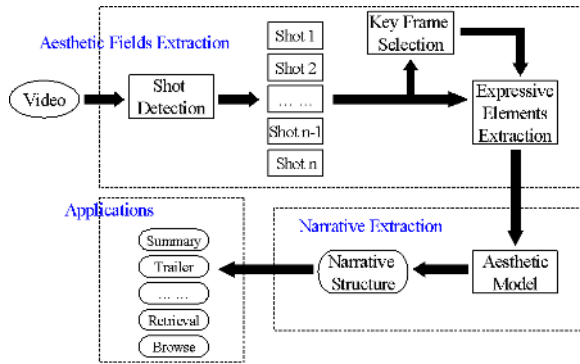 Aesthetic Fields Extraction
Video
Shot
Detection
Shot 1
Shot 2
... ...
Shot n-1
Shot n
Key Frame
Selection
Expressive
Elements
Extraction
Applications
Summary
Trailer
... ...
Retrieval
Browse
Narrative Extraction
Narrative
Structure
Aesthetic
Model